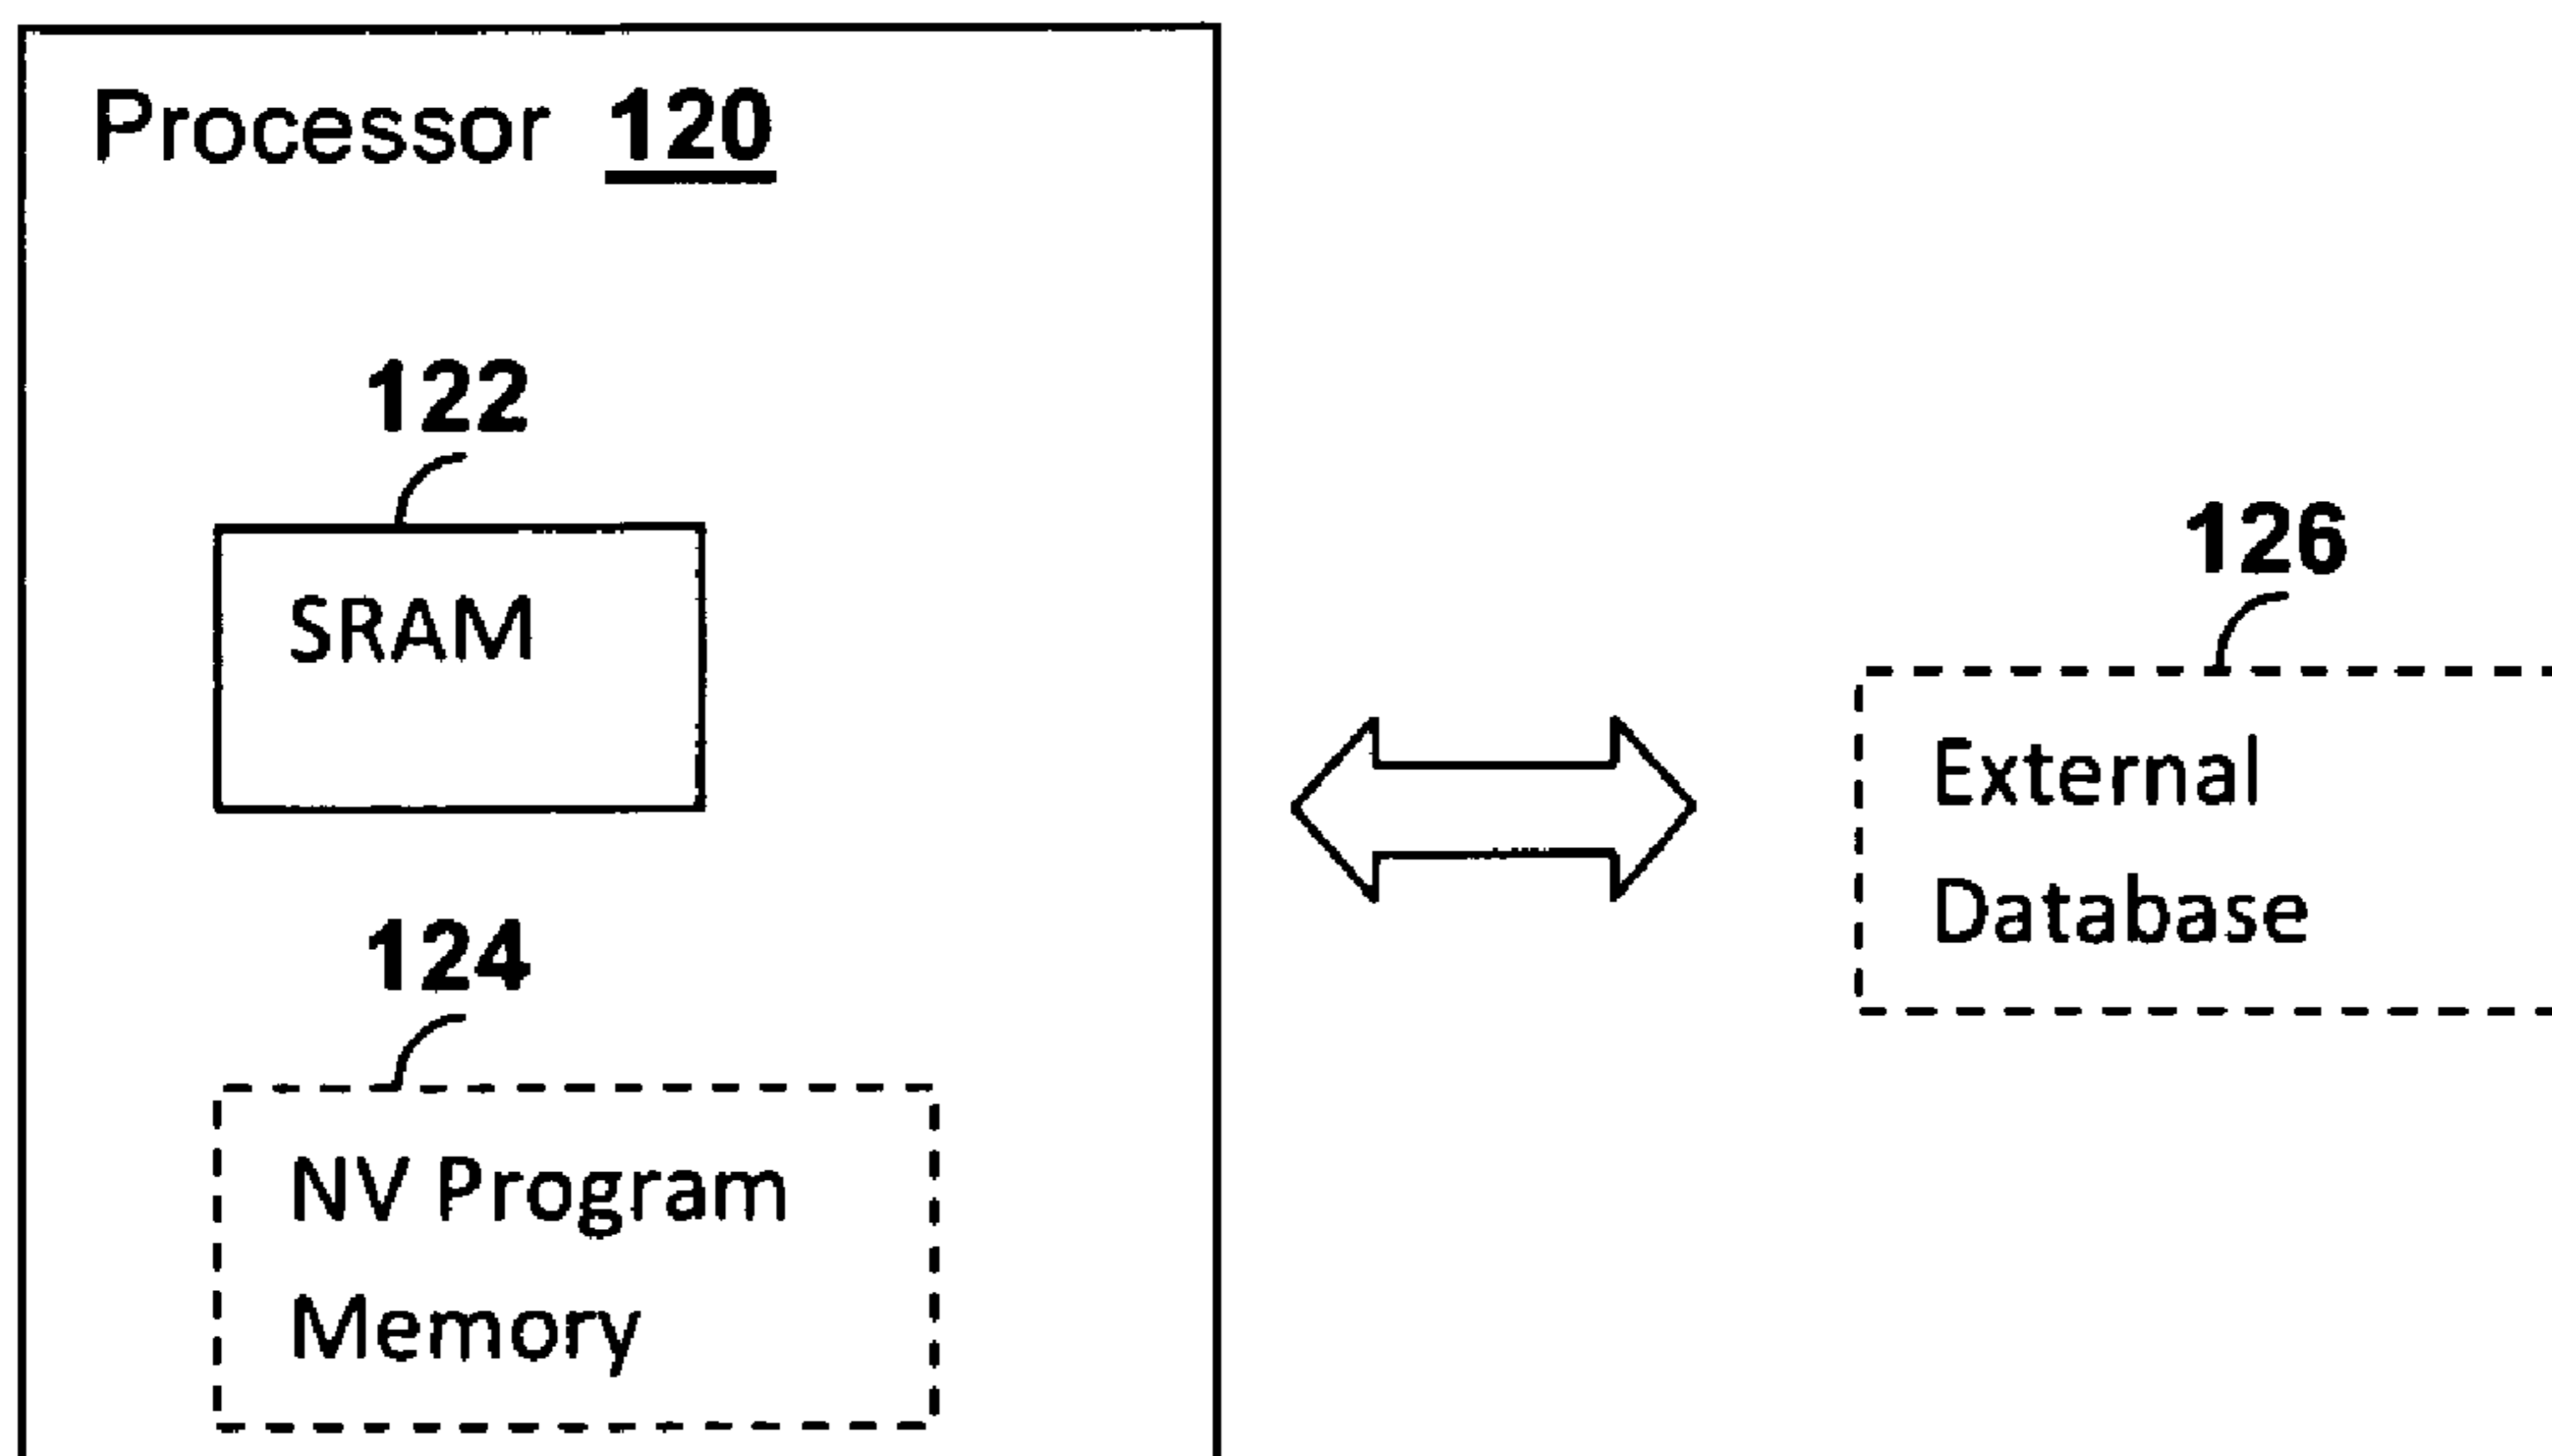 Processor 120
122
SRAM
124
NV Program
Memory
126
External
Database